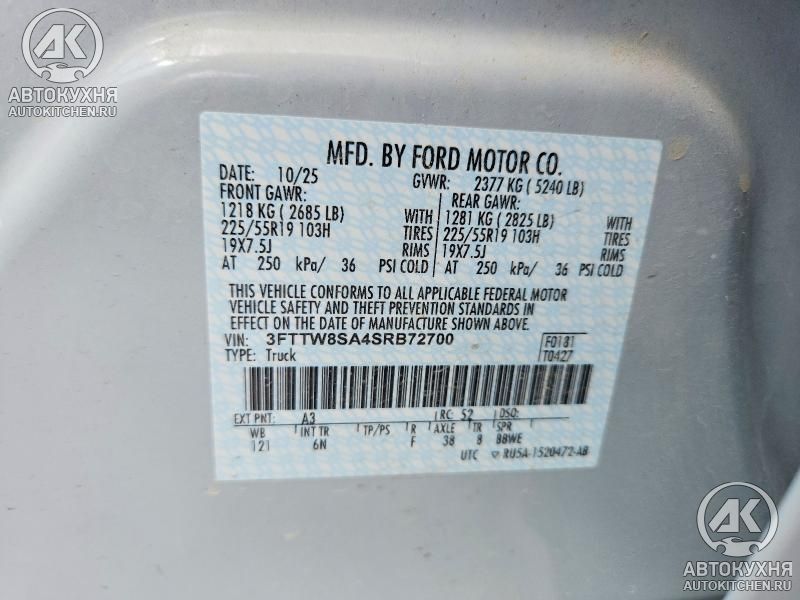 АК
АВТОКУХНЯ
AUTOKITCHEN.RU
MFD. BY FORD MOTOR CO.
DATE: 10/25 GVWR: 2377 KG ( 5240 LB)
FRONT GAWR: REAR GAWR:
1218 KG ( 2685 LB) WITH 1281 KG ( 2825 LB) WITH
225/55R19 103H TIRES 225/55R19 103H TIRES
19X7.5J RIMS 19X7.5J RIMS
AT 250 kPa/ 36 PSI COLD AT 250 kPa/ 36 PSI COLD
THIS VEHICLE CONFORMS TO ALL APPLICABLE FEDERAL MOTOR
VEHICLE SAFETY AND THEFT PREVENTION STANDARDS IN
EFFECT ON THE DATE OF MANUFACTURE SHOWN ABOVE.
VIN: 3FTTW8SA4SRB72700 F0181
TYPE: Truck T0427
EXT PNT: A3 RC: 52 DSO:
WB INT TR TP/PS R AXLE TR SPR
121 6N F 38 8 BBWE
UTC RU5A-1520472-AB
АК
АВТОКУХНЯ
AUTOKITCHEN.RU